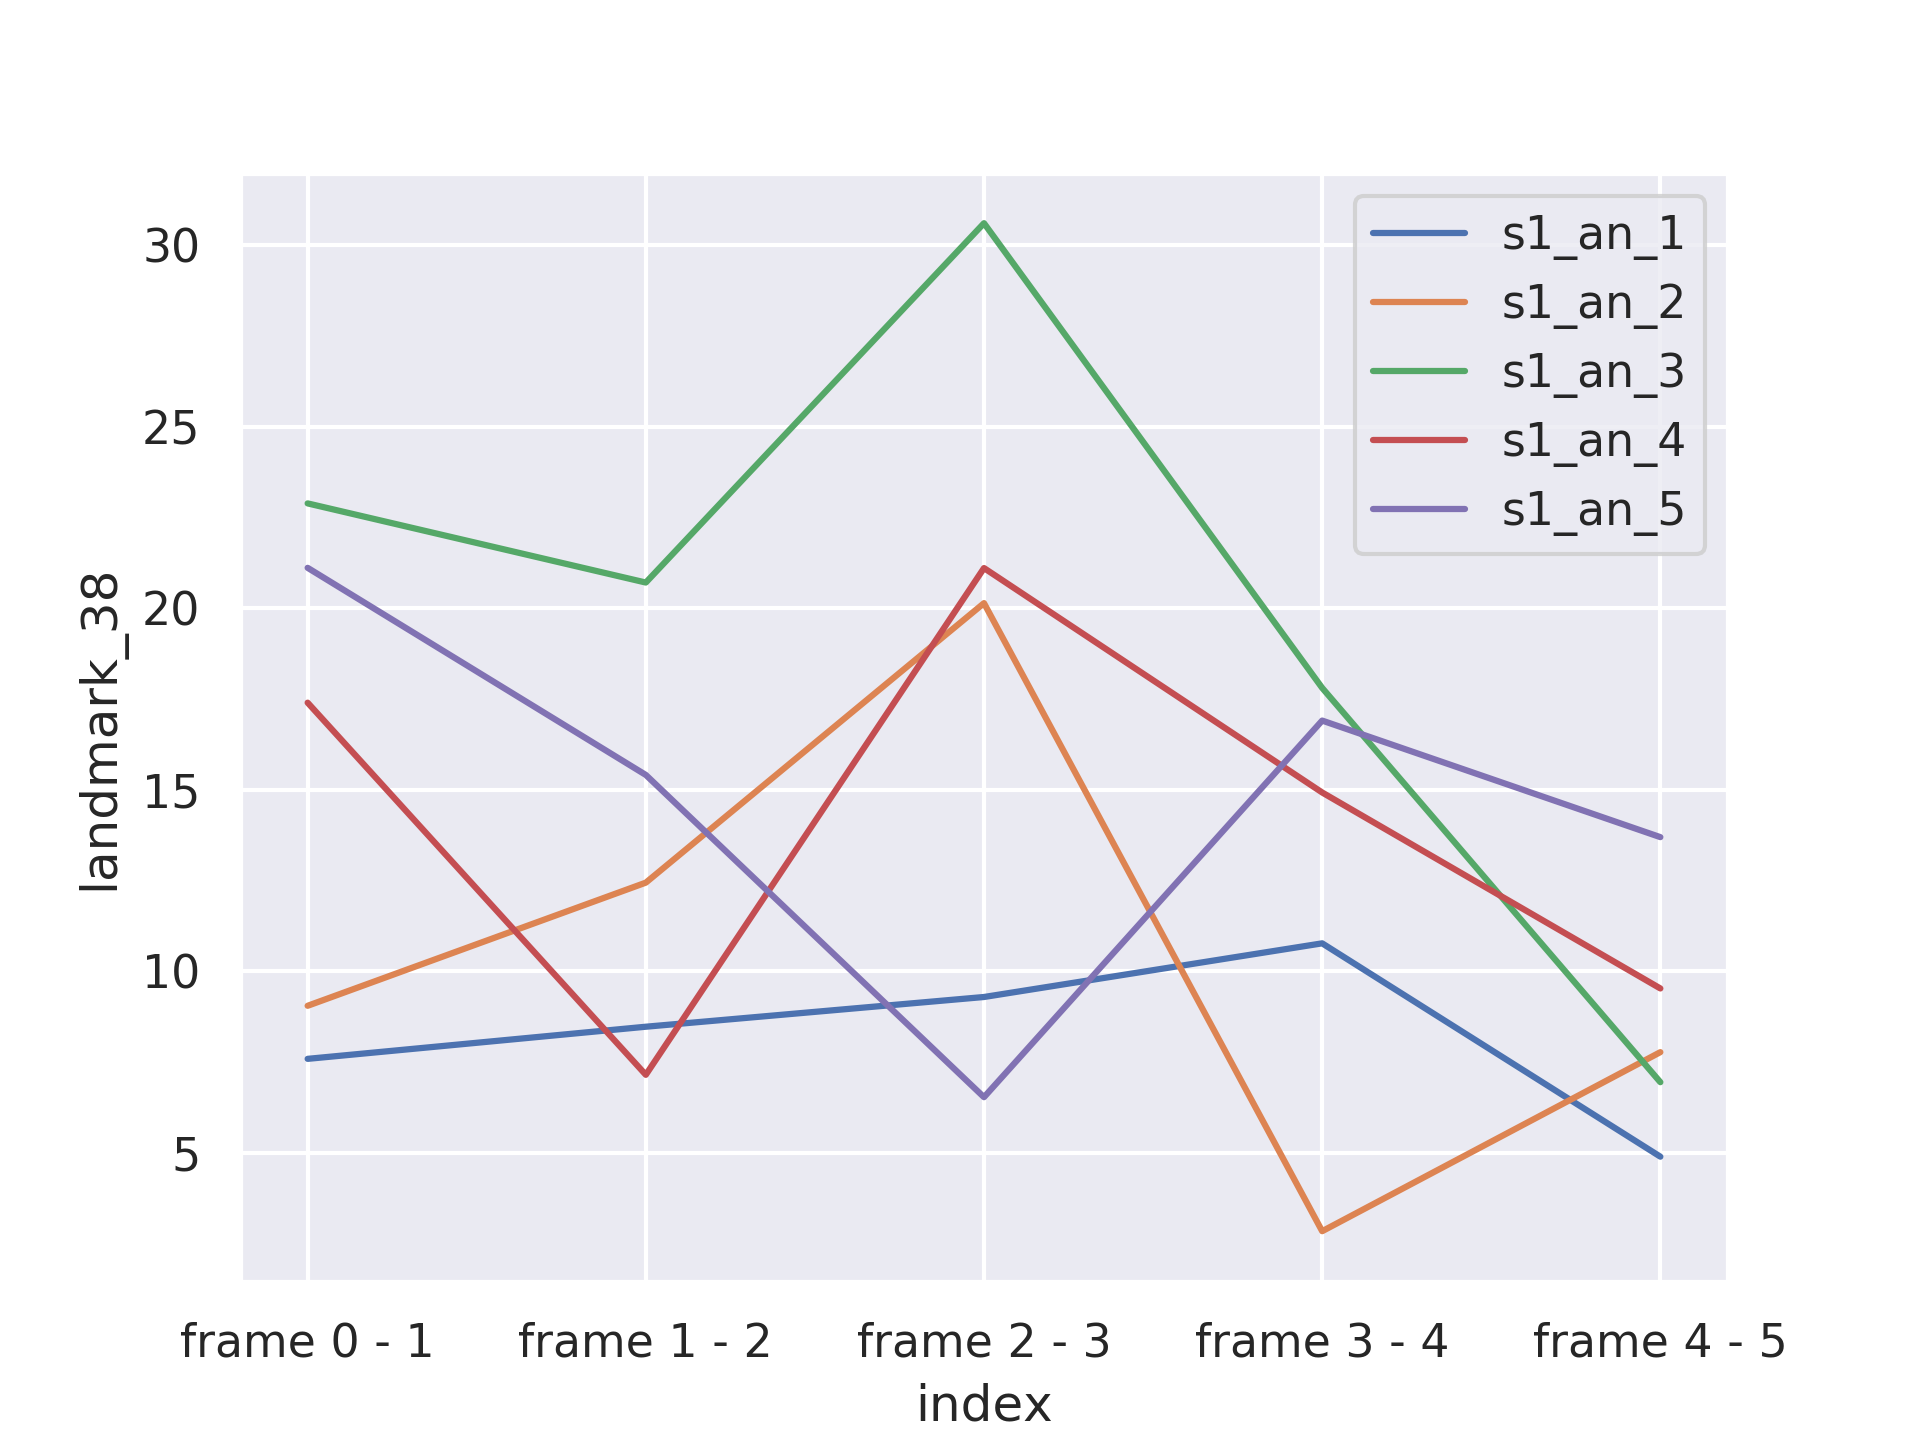 s1_an_1
s1_an_2
s1_an_3
s1_an_4
s1_an_5
30
25
20
15
10
5
landmark_38
frame 0 - 1
frame 1 - 2
frame 2 - 3
frame 3 - 4
frame 4 - 5
index